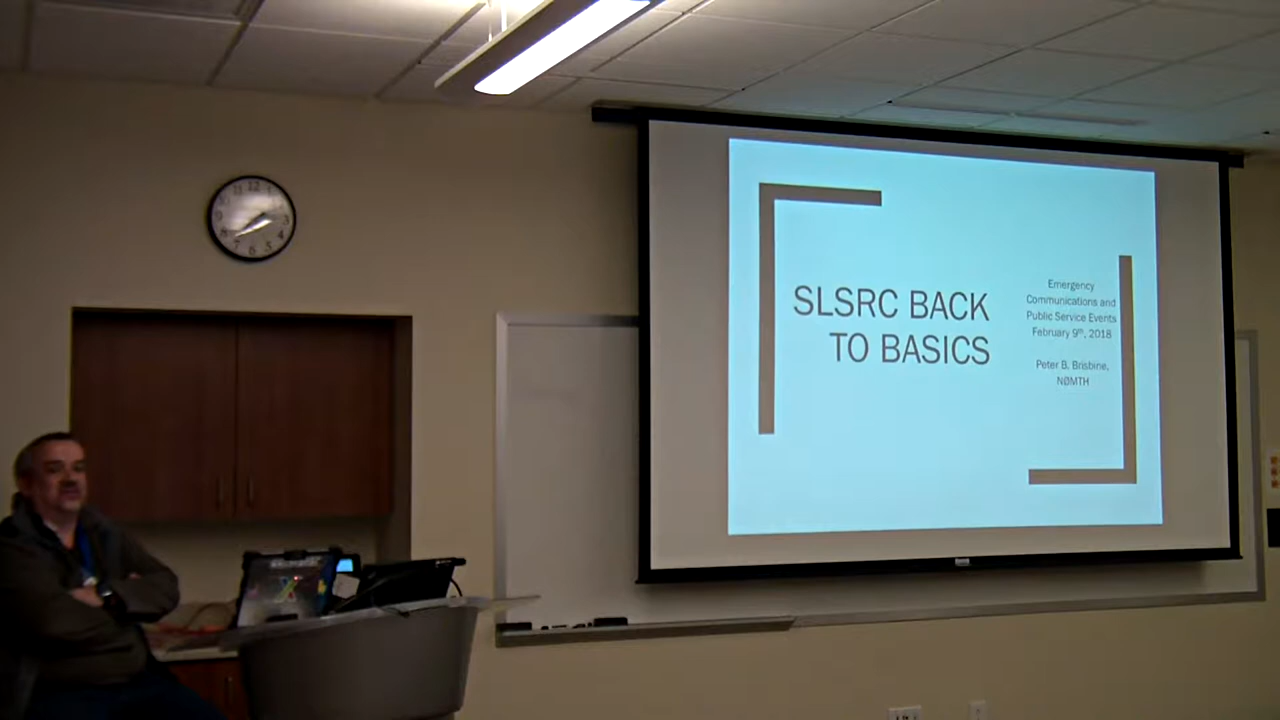 SLSRC BACK
TO BASICS
Emergency
Communications and
Public Service Events
February 9th, 2018
Peter B. Brisbine,
NØMTH